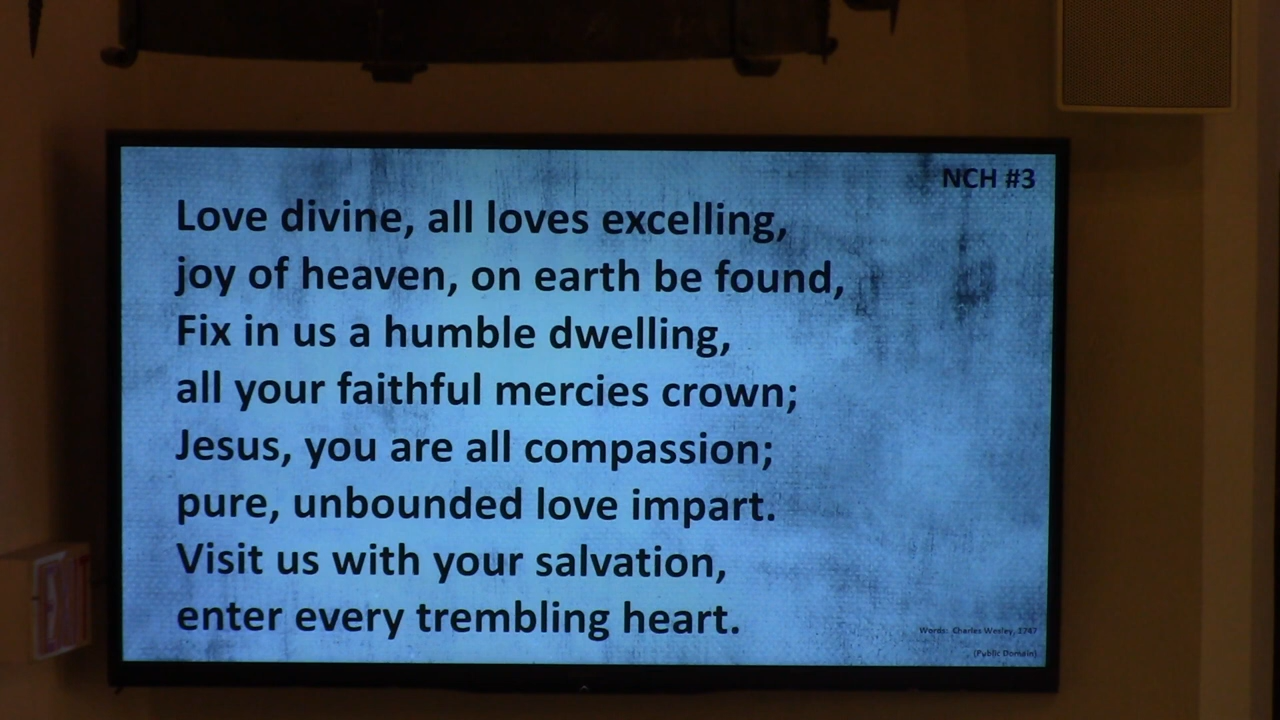 NCH #3
Love divine, all loves excelling,
joy of heaven, on earth be found,
Fix in us a humble dwelling,
all your faithful mercies crown;
Jesus, you are all compassion;
pure, unbounded love impart.
Visit us with your salvation,
enter every trembling heart.
Words: Charles Wesley, 1747
(Public Domain)